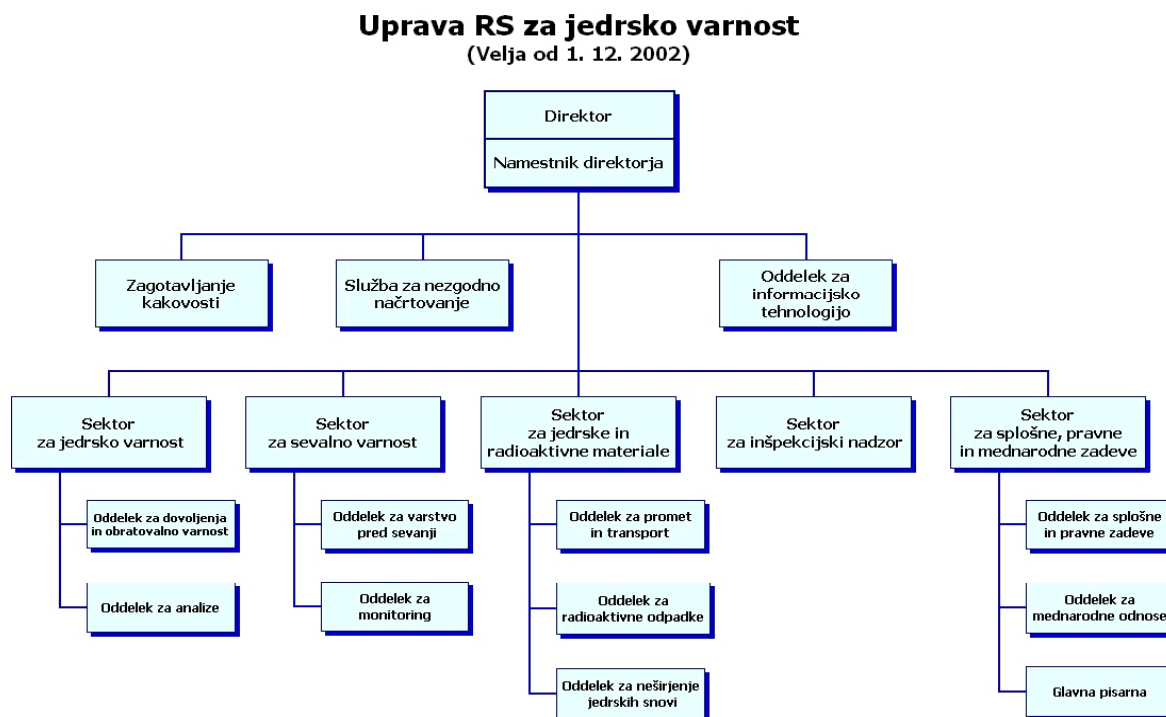 Uprava RS za jedrsko varnost
(Velja od 1. 12. 2002)
Direktor
Namestnik direktorja
Zagotavljanje
kakovosti
Služba za nezgodno
načrtovanje
Oddelek za
informacijsko
tehnologijo
Sektor
za jedrsko varnost
Sektor
za sevalno varnost
Sektor
za jedrske in
radioaktivne materiale
Sektor
za inšpekcijski nadzor
Sektor
za splošne, pravne
in mednarodne zadeve
Oddelek za dovoljenja
in obratovalno varnost
Oddelek za analize
Oddelek za varstvo
pred sevanji
Oddelek za
monitoring
Oddelek za promet
in transport
Oddelek za
radioaktivne odpadke
Oddelek za neširjenje
jedrskih snovi
Oddelek za splošne
in pravne zadeve
Oddelek za
mednarodne odnose
Glavna pisarna